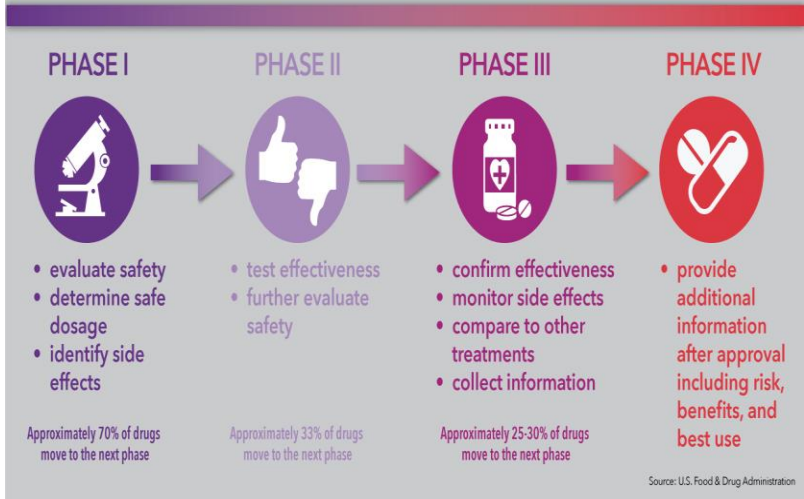 PHASE I
evaluate safety
determine safe
dosage
identify side
effects
Approximately 70% of drugs
move to the next phase
PHASE II
test effectiveness
further evaluate
safety
Approximately 33% of drugs
move to the next phase
PHASE III
confirm effectiveness
monitor side effects
compare to other
treatments
collect information
Approximately 25-30% of drugs
move to the next phase
PHASE IV
provide
additional
information
after approval
including risk,
benefits, and
best use
Source: U.S. Food & Drug Administration